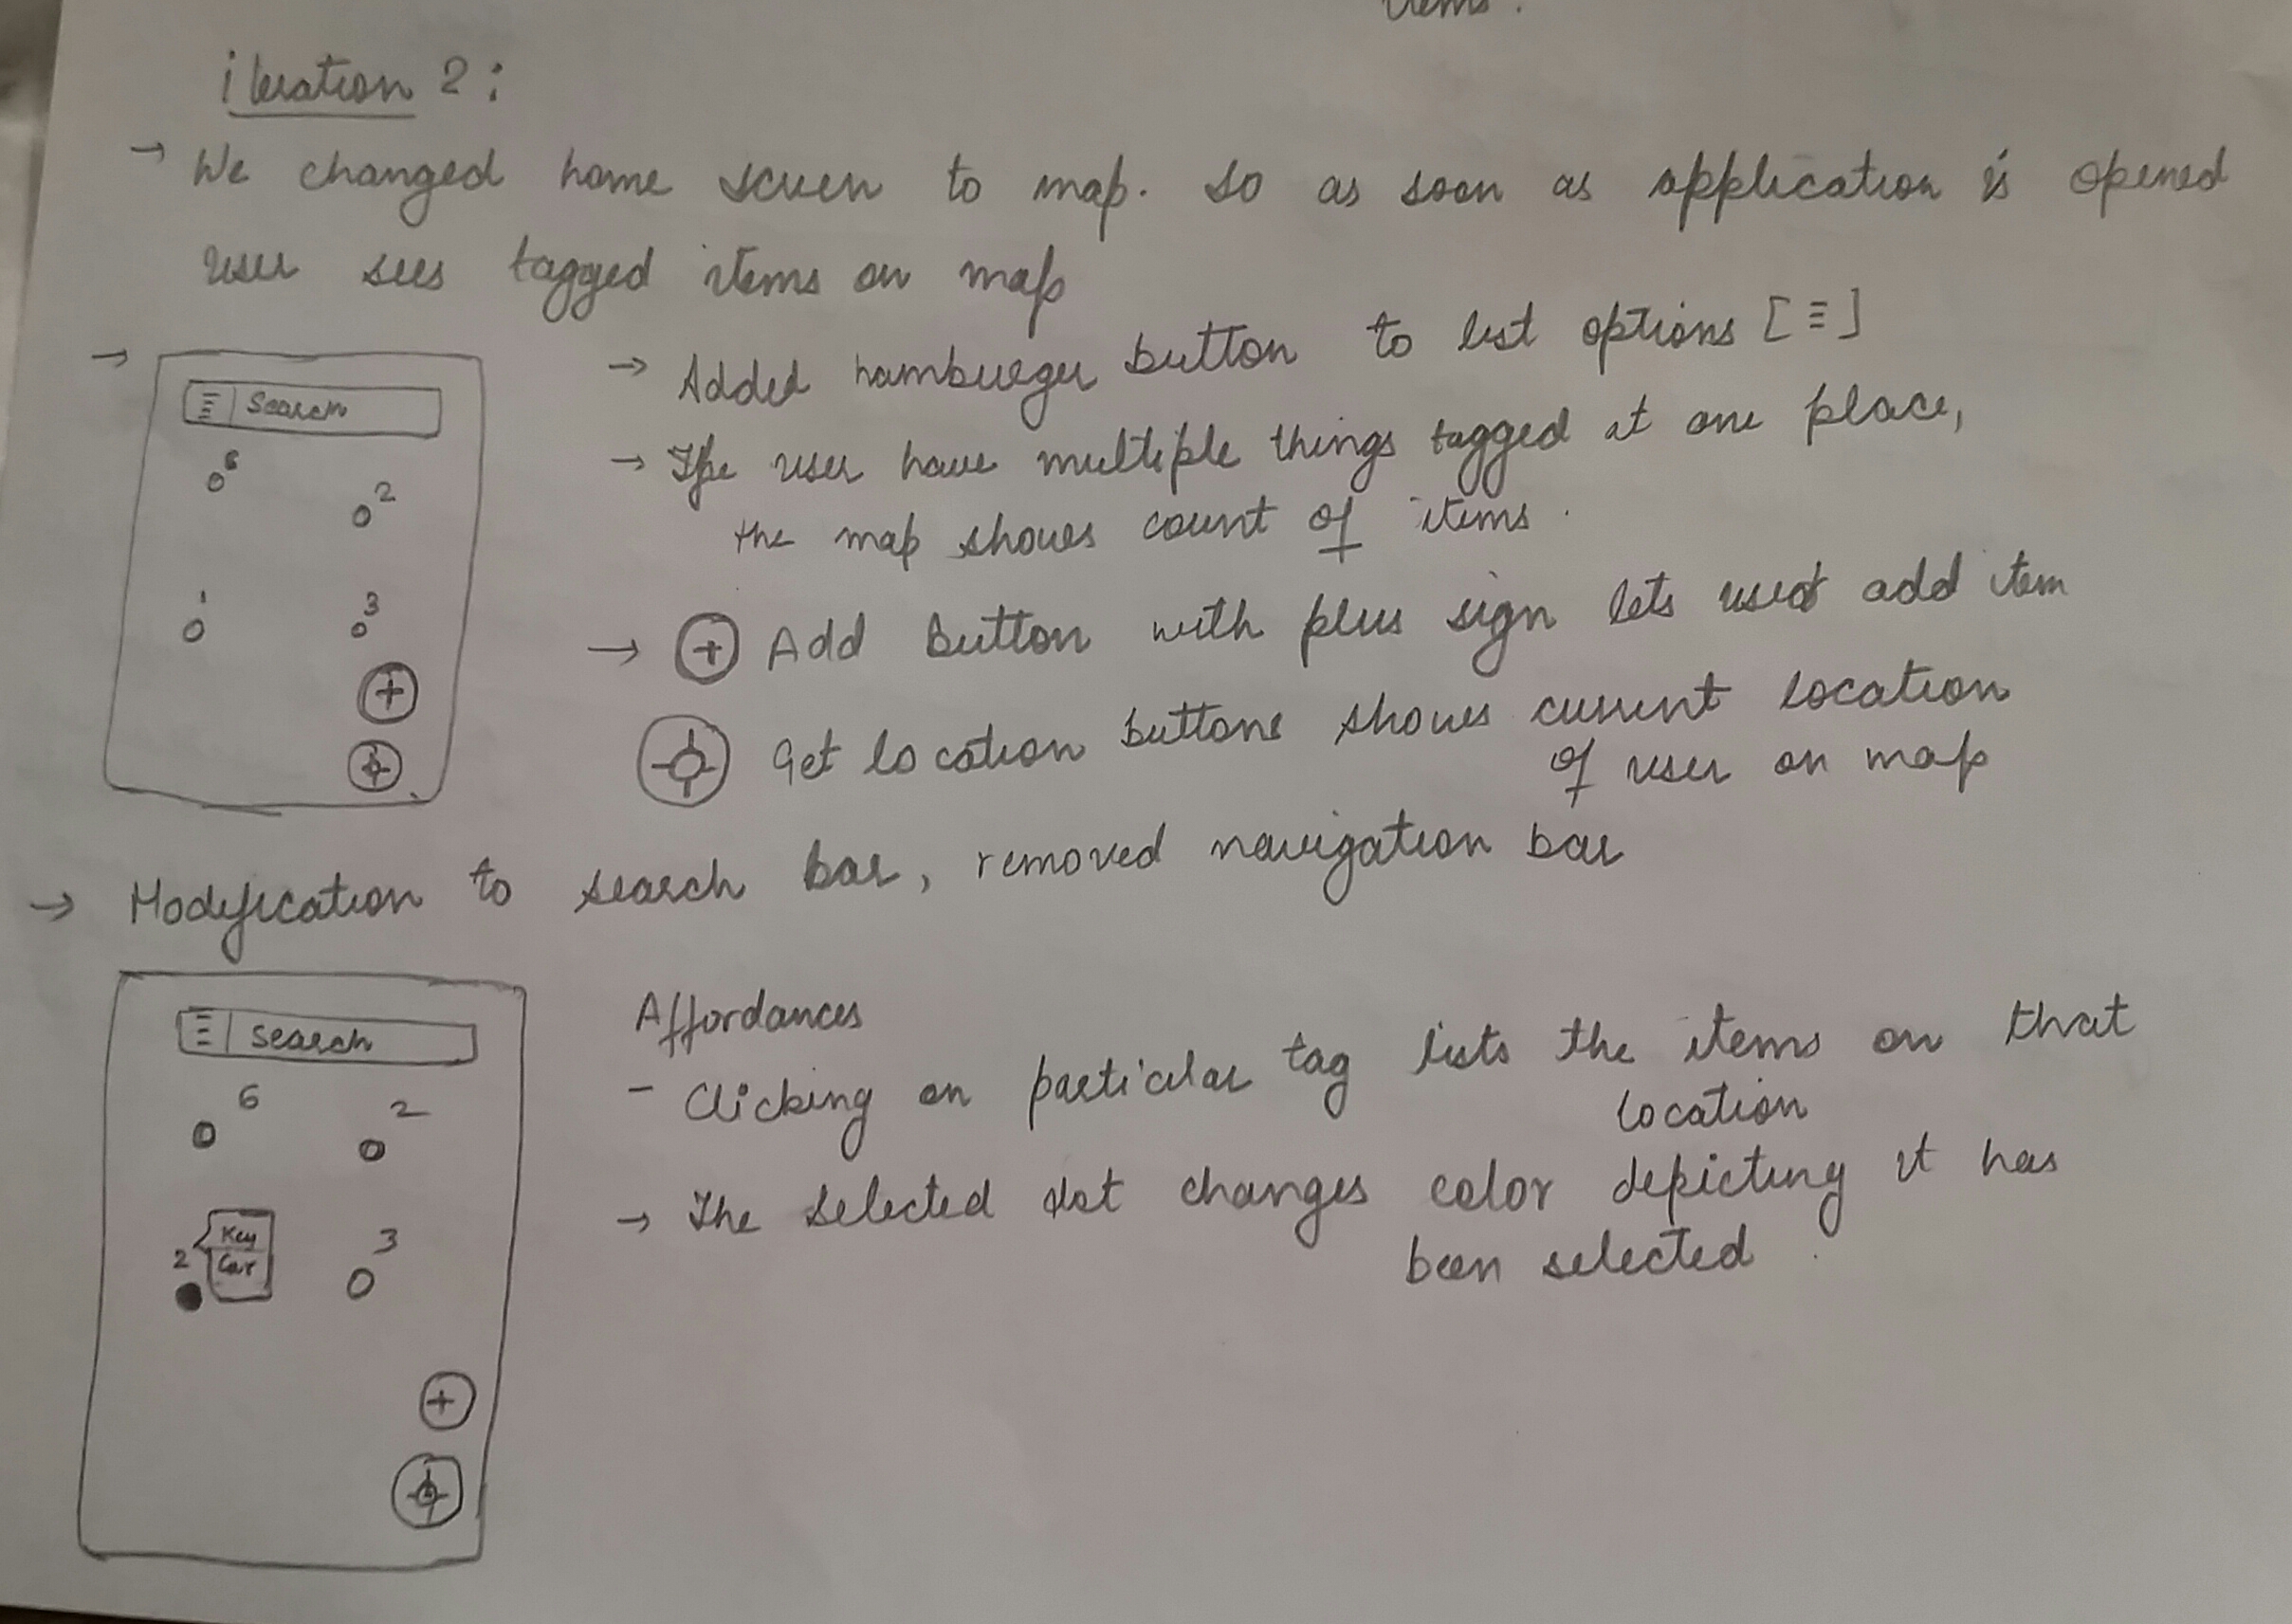 items.
iteration 2:
→ We changed home screen to map. so as soon as application is opened
user sees tagged items on map
→
☰ Search
6
2
1
3
+
→ Added hamburger button to list options [☰]
→ If the user have multiple things tagged at one place,
the map shows count of items.
→ + Add button with plus sign lets user add item
Get location buttons shows current location
of user on map
→ Modification to search bar, removed navigation bar
☰ search
6
2
Key
2
Car
3
+
Affordances
- Clicking on particular tag lists the items on that
location
→ The selected dot changes color depicting it has
been selected.